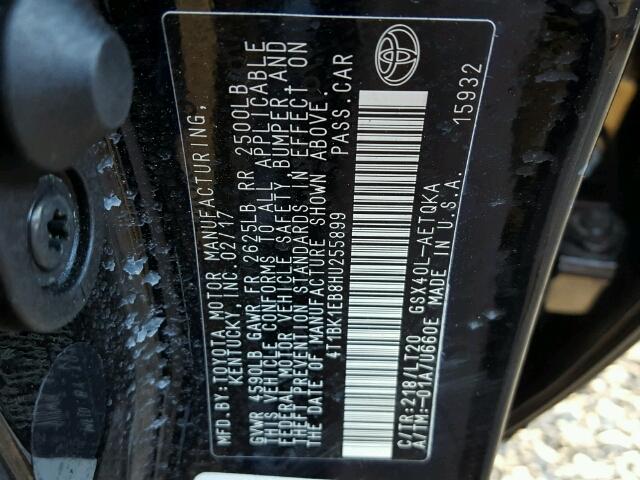 MFD.BY:TOYOTA MOTOR MANUFACTURING,
KENTUCKY, INC. 02/17
GVWR 4590LB GAWR FR 2625LB RR 2500LB
THIS VEHICLE CONFORMS TO ALL APPLICABLE
FEDERAL MOTOR VEHICLE SAFETY, BUMPER AND
THEFT PREVENTION STANDARDS IN EFFECT ON
THE DATE OF MANUFACTURE SHOWN ABOVE.
4T1BK1EB8HU255899 PASS.CAR
C/TR:218/LT20 GSX40L-AETQKA
A/TM:-01A/U660E MADE IN U.S.A.
15932